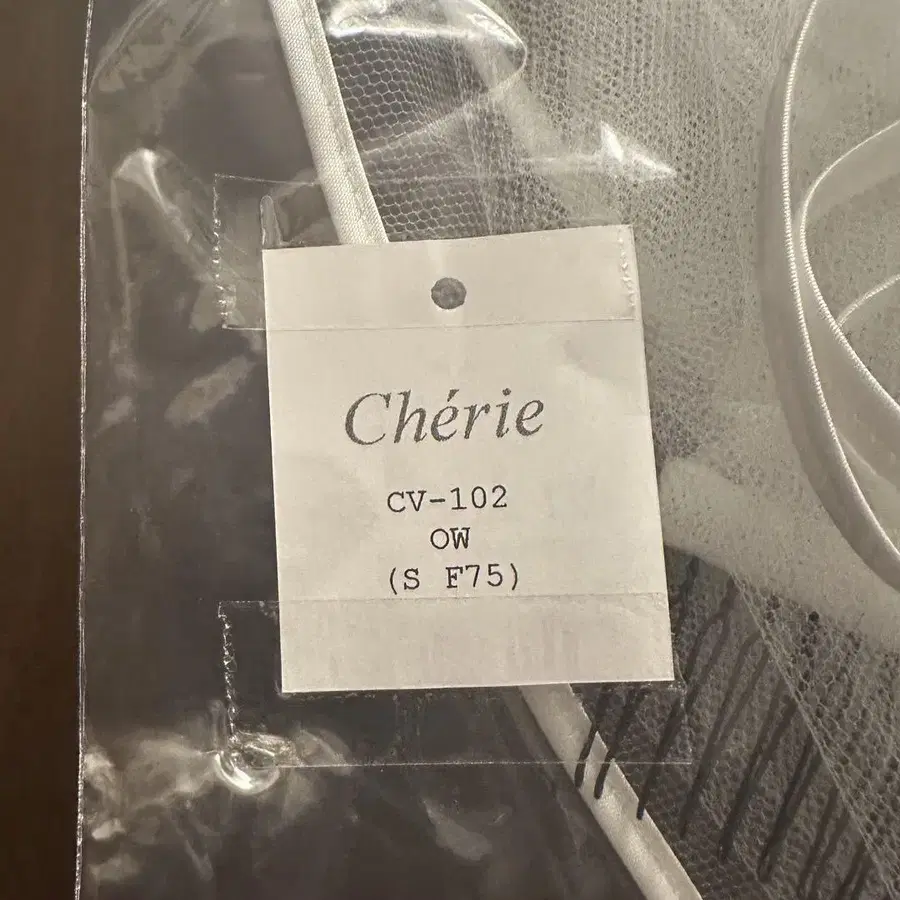 Chérie
CV-102
OW
(S F75)